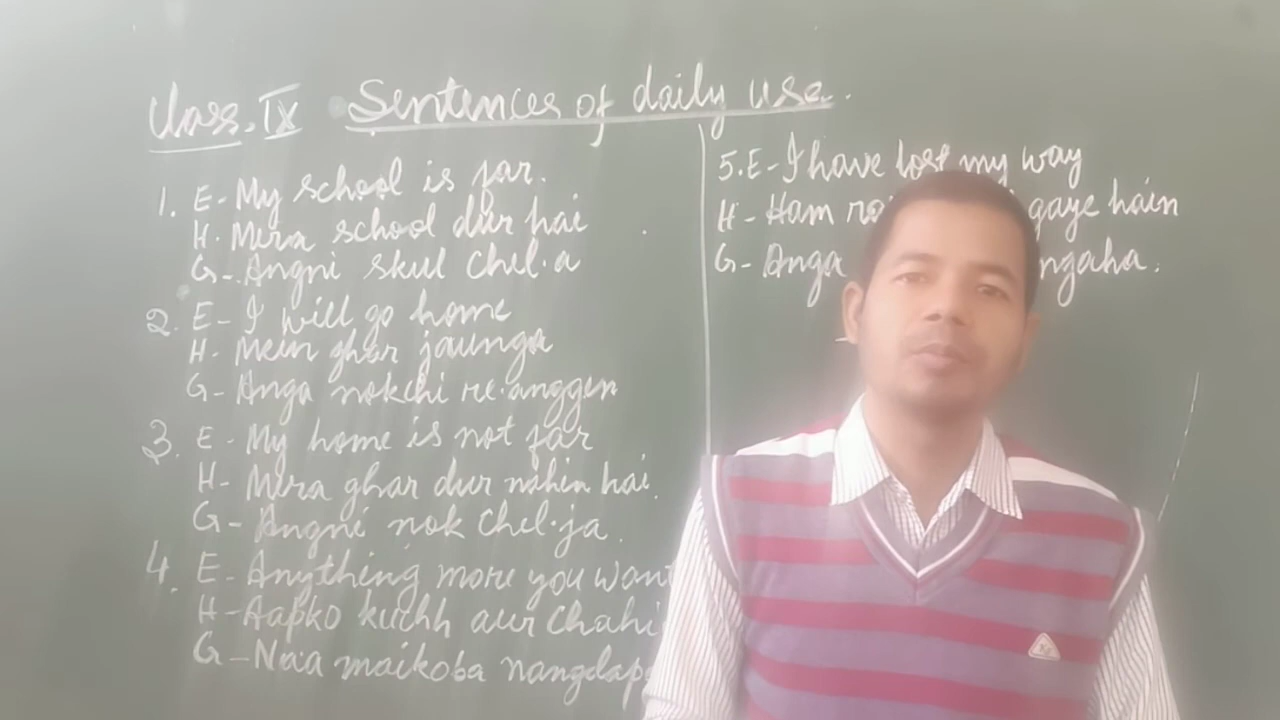 Class. IX Sentences of daily use.
1. E- My school is far.
H. Mera school dur hai
G-. Angni skul chel·a
2. E- I will go home
H. Mein ghar jaunga
G- Anga nokchi re·anggen
3. E- My home is not far
H- Mera ghar dur nahin hai.
G- Angni nok chel·ja.
4. E- Anything more you want
H- Aapko kuchh aur chahi
G- Naa maikoba nangdap
5. E- I have lost my way
H- Ham gaye hain
G- Anga